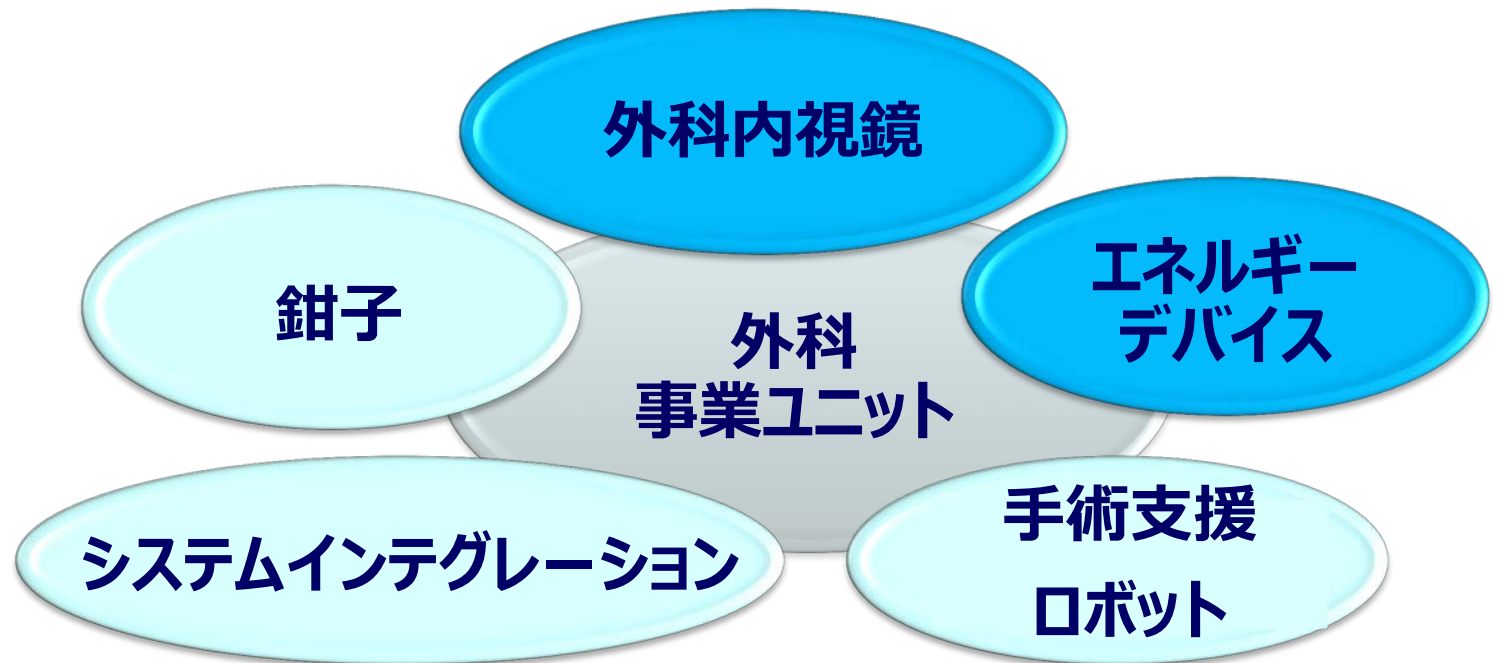 外科内視鏡
エネルギー
デバイス
鉗子
外科
事業ユニット
システムインテグレーション
手術支援
ロボット